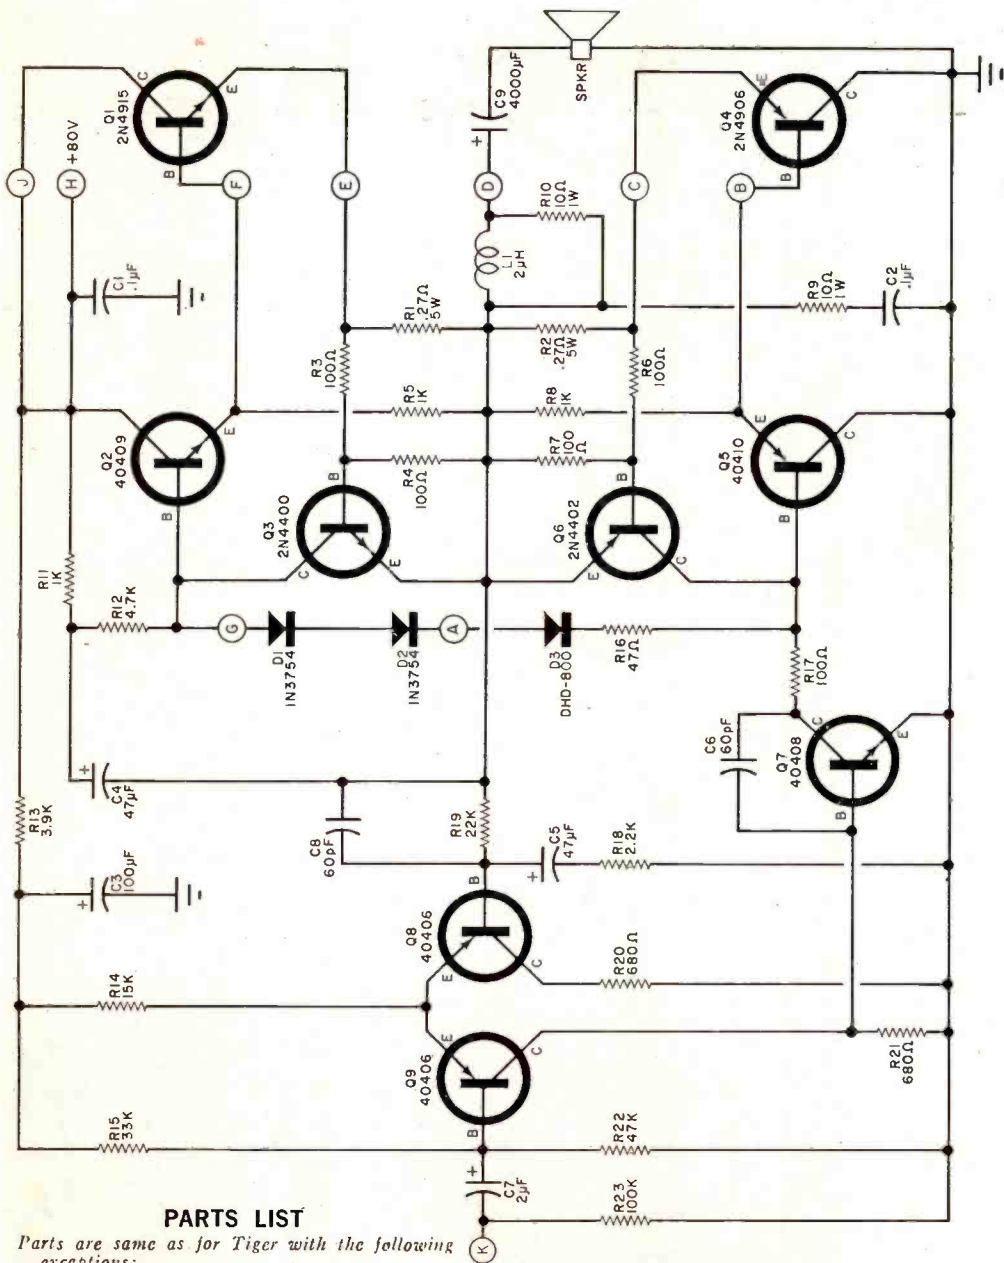 J
H
+80V
C
Q1
2N4915
E
B
F
C1
.1µF
E
C9
4000µF
+
SPKR
D
R10
10Ω
1W
L1
2µH
C
E
Q4
2N4906
C
B
B
R9
10Ω
1W
C2
.1µF
R1
.27Ω
5W
R2
.27Ω
5W
R3
100Ω
R6
100Ω
R5
1K
R8
1K
R4
100Ω
R7
100
Ω
Q2
40409
E
B
B
Q3
2N4400
C
E
B
Q6
2N4402
E
C
E
Q5
40410
C
B
R11
1K
R12
4.7K
G
D1
1N3754
D2
1N3754
A
D3
DHD-800
R16
47Ω
R17
100Ω
C6
60pF
C
Q7
40408
E
B
R13
3.9K
+
C4
47µF
C8
60pF
R19
22K
+
C5
47µF
R18
2.2K
+
C3
100µF
B
Q8
40406
E
C
R20
680Ω
R14
15K
E
Q9
40406
C
B
R21
680Ω
R15
33K
R22
47K
+
C7
2µF
R23
100K
K
PARTS LIST
Parts are same as for Tiger with the following
exceptions: